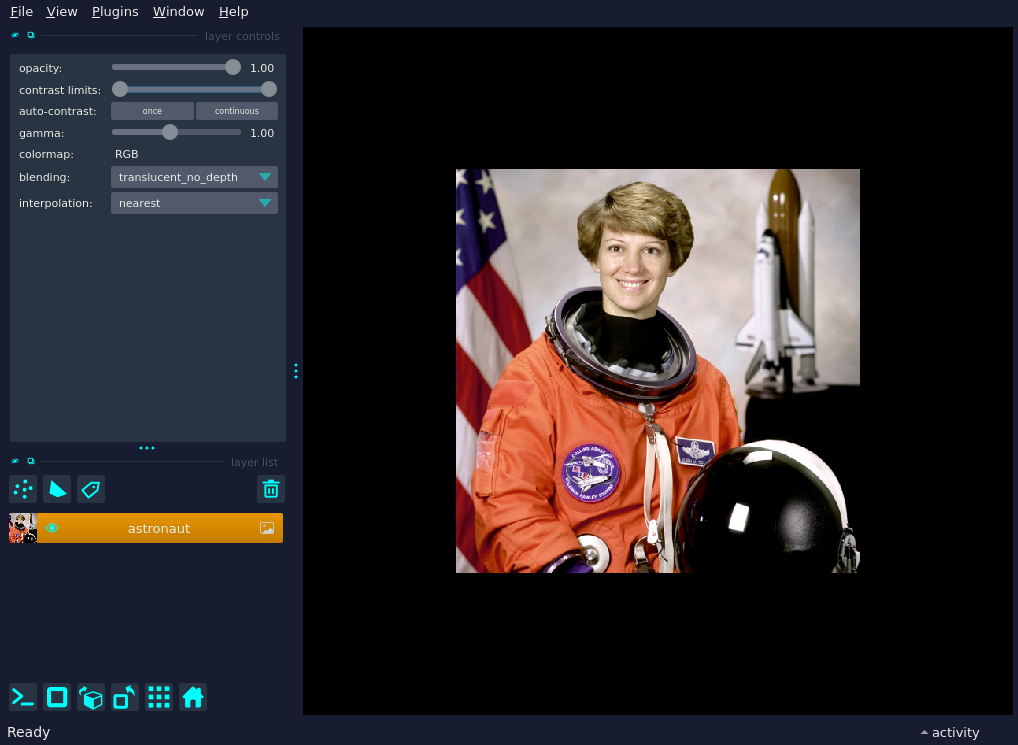 File View Plugins Window Help
layer controls
opacity: 1.00
contrast limits:
auto-contrast: once continuous
gamma: 1.00
colormap: RGB
blending: translucent_no_depth
interpolation: nearest
layer list
astronaut
Ready
activity